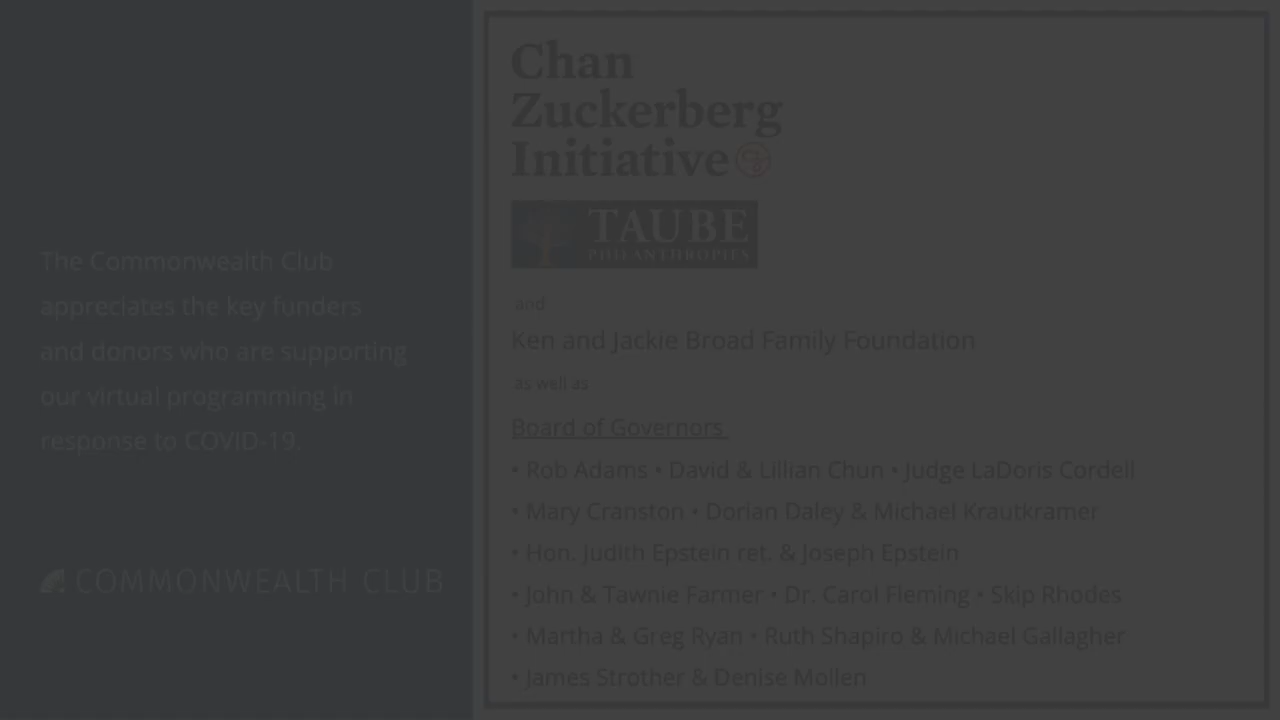 The Commonwealth Club
appreciates the key funders
and donors who are supporting
our virtual programming in
response to COVID-19.
COMMONWEALTH CLUB
Chan
Zuckerberg
Initiative
TAUBE
PHILANTHROPIES
and
Ken and Jackie Broad Family Foundation
as well as
Board of Governors
• Rob Adams • David & Lillian Chun • Judge LaDoris Cordell
• Mary Cranston • Dorian Daley & Michael Krautkramer
• Hon. Judith Epstein ret. & Joseph Epstein
• John & Tawnie Farmer • Dr. Carol Fleming • Skip Rhodes
• Martha & Greg Ryan • Ruth Shapiro & Michael Gallagher
• James Strother & Denise Mollen